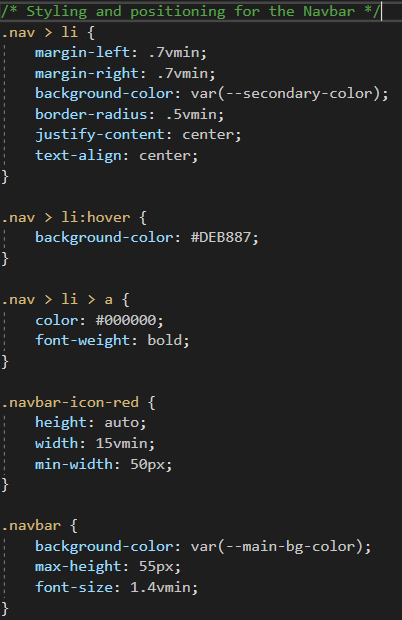 /* Styling and positioning for the Navbar */
.nav > li {
    margin-left: .7vmin;
    margin-right: .7vmin;
    background-color: var(--secondary-color);
    border-radius: .5vmin;
    justify-content: center;
    text-align: center;
}

.nav > li:hover {
    background-color: #DEB887;
}

.nav > li > a {
    color: #000000;
    font-weight: bold;
}

.navbar-icon-red {
    height: auto;
    width: 15vmin;
    min-width: 50px;
}

.navbar {
    background-color: var(--main-bg-color);
    max-height: 55px;
    font-size: 1.4vmin;
}